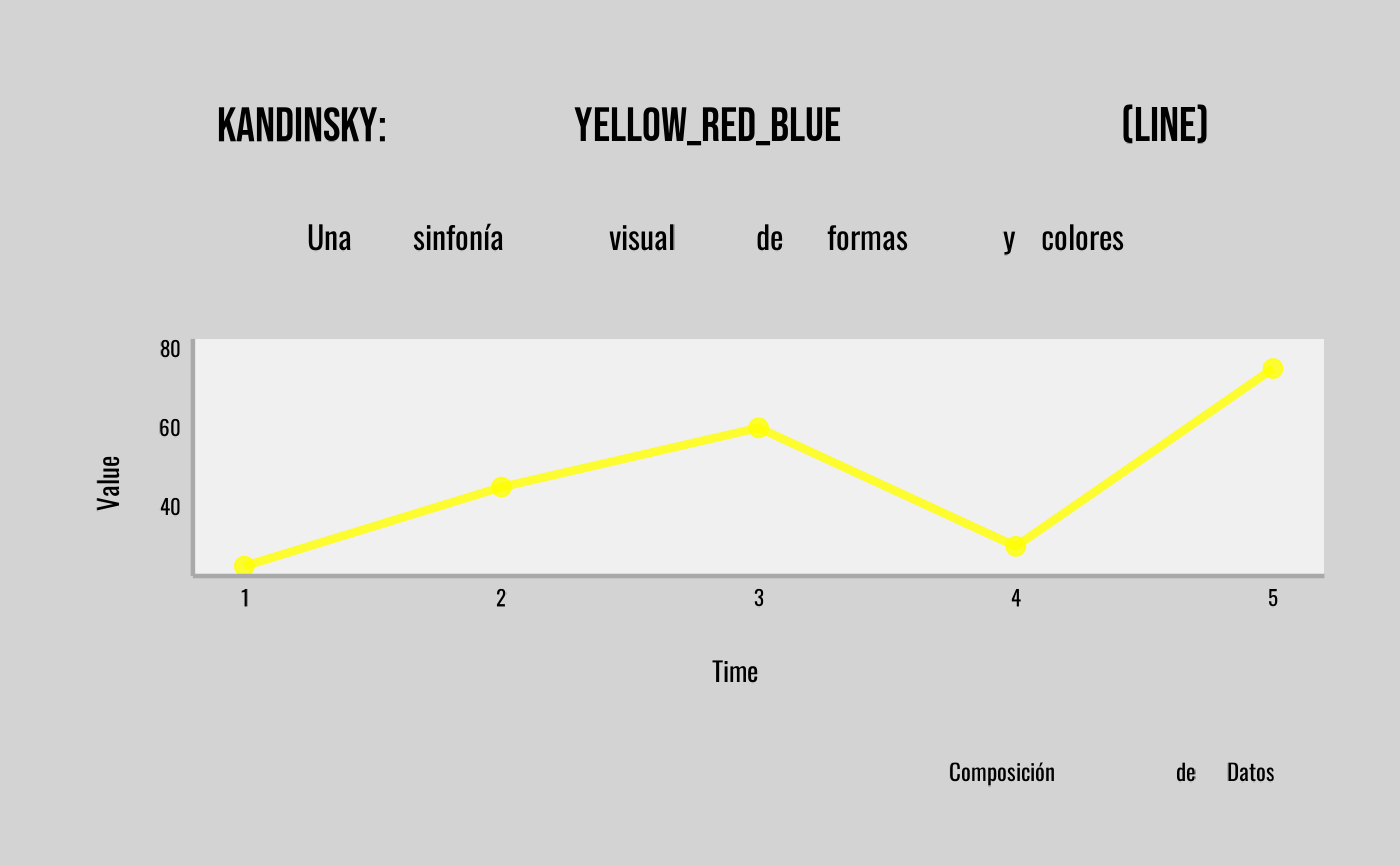 KANDINSKY: YELLOW_RED_BLUE (LINE)
Una sinfonía visual de formas y colores
80
60
40
Value
1 2 3 4 5
Time
Composición de Datos